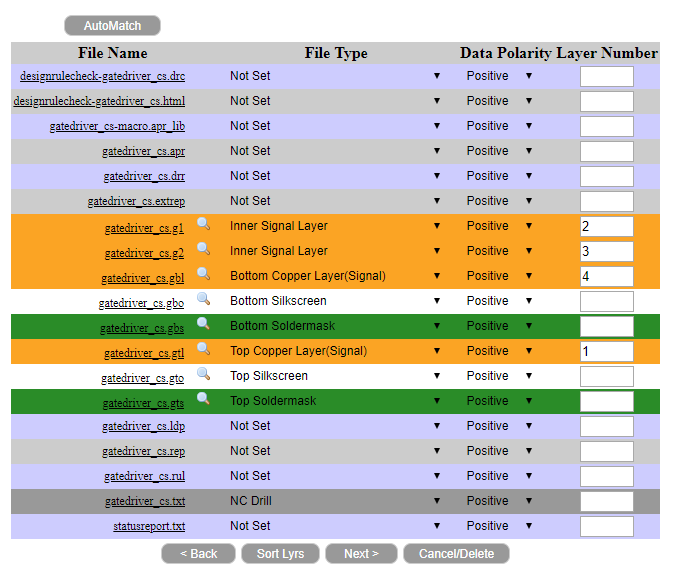 AutoMatch
File Name File Type Data Polarity Layer Number
designrulecheck-gatedriver_cs.drc Not Set Positive
designrulecheck-gatedriver_cs.html Not Set Positive
gatedriver_cs-macro.apr_lib Not Set Positive
gatedriver_cs.apr Not Set Positive
gatedriver_cs.drr Not Set Positive
gatedriver_cs.extrep Not Set Positive
gatedriver_cs.g1 Inner Signal Layer Positive 2
gatedriver_cs.g2 Inner Signal Layer Positive 3
gatedriver_cs.gbl Bottom Copper Layer(Signal) Positive 4
gatedriver_cs.gbo Bottom Silkscreen Positive
gatedriver_cs.gbs Bottom Soldermask Positive
gatedriver_cs.gtl Top Copper Layer(Signal) Positive 1
gatedriver_cs.gto Top Silkscreen Positive
gatedriver_cs.gts Top Soldermask Positive
gatedriver_cs.ldp Not Set Positive
gatedriver_cs.rep Not Set Positive
gatedriver_cs.rul Not Set Positive
gatedriver_cs.txt NC Drill Positive
statusreport.txt Not Set Positive
< Back Sort Lyrs Next > Cancel/Delete